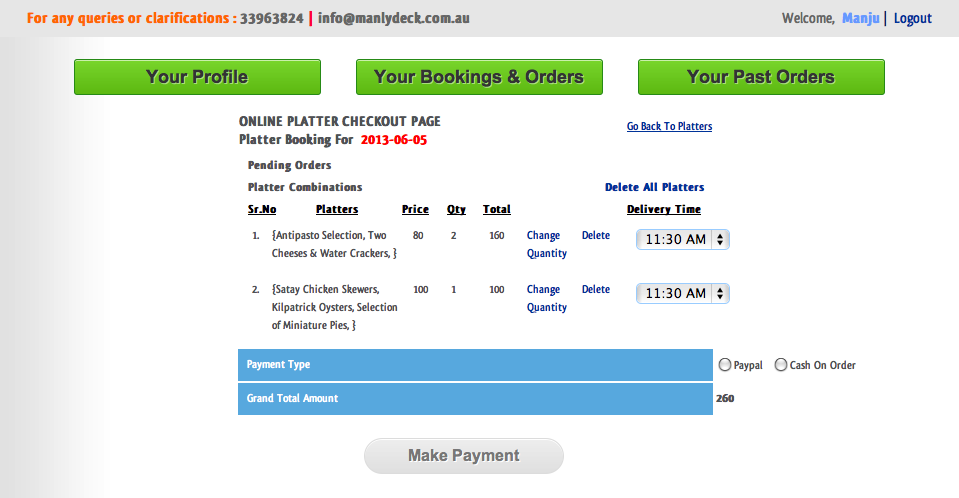 For any queries or clarifications : 33963824 | info@manlydeck.com.au Welcome, Manju | Logout
Your Profile Your Bookings & Orders Your Past Orders
ONLINE PLATTER CHECKOUT PAGE Go Back To Platters
Platter Booking For 2013-06-05
Pending Orders
Platter Combinations Delete All Platters
Sr.No Platters Price Qty Total Delivery Time
1. {Antipasto Selection, Two 80 2 160 Change Delete 11:30 AM
Cheeses & Water Crackers, } Quantity
2. {Satay Chicken Skewers, 100 1 100 Change Delete 11:30 AM
Kilpatrick Oysters, Selection Quantity
of Miniature Pies, }
Payment Type Paypal Cash On Order
Grand Total Amount 260
Make Payment